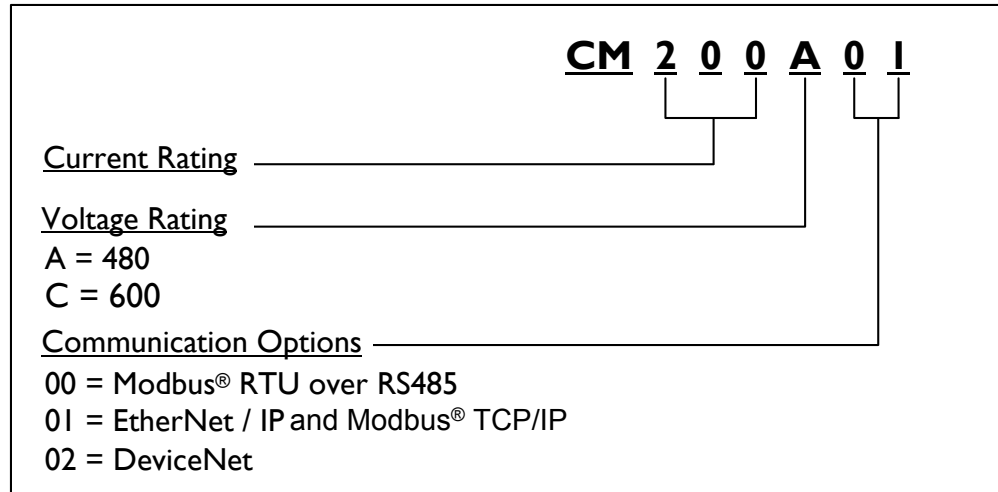 CM 2 0 0 A 0 1
Current Rating
Voltage Rating
A = 480
C = 600
Communication Options
00 = Modbus® RTU over RS485
01 = EtherNet / IP and Modbus® TCP/IP
02 = DeviceNet